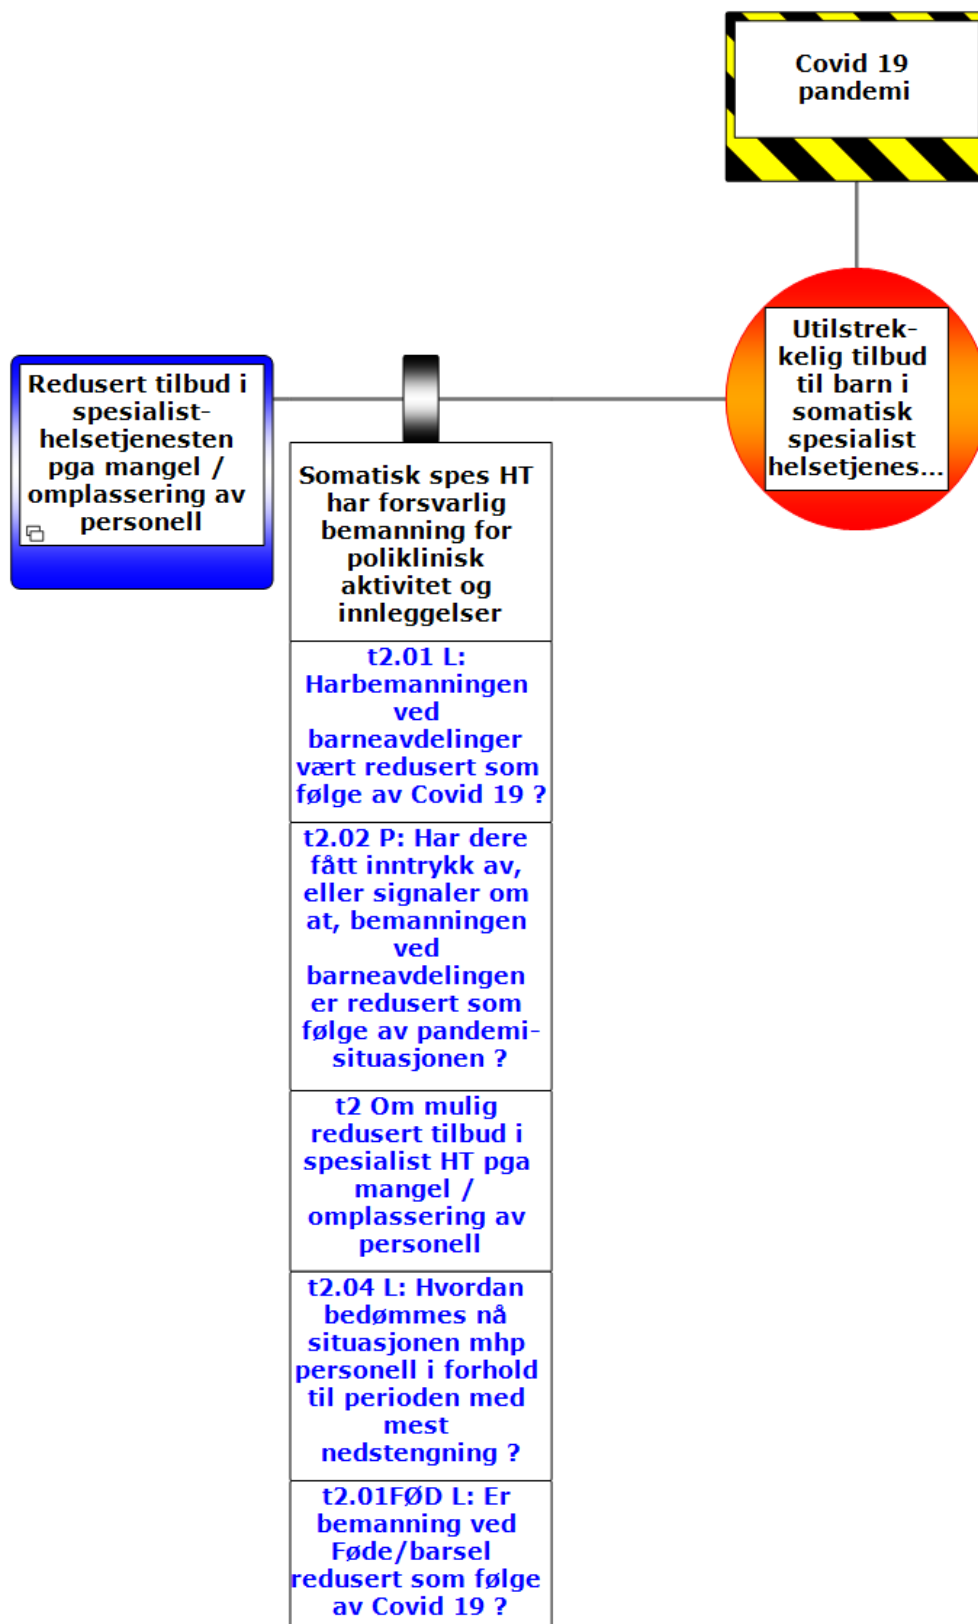 Covid 19
pandemi
Utilstrek-
kelig tilbud
til barn i
somatisk
spesialist
helsetjenes...
Redusert tilbud i
spesialist-
helsetjenesten
pga mangel /
omplassering av
personell
Somatisk spes HT
har forsvarlig
bemanning for
poliklinisk
aktivitet og
innleggelser
t2.01 L:
Harbemanningen
ved
barneavdelinger
vært redusert som
følge av Covid 19 ?
t2.02 P: Har dere
fått inntrykk av,
eller signaler om
at, bemanningen
ved
barneavdelingen
er redusert som
følge av pandemi-
situasjonen ?
t2 Om mulig
redusert tilbud i
spesialist HT pga
mangel /
omplassering av
personell
t2.04 L: Hvordan
bedømmes nå
situasjonen mhp
personell i forhold
til perioden med
mest
nedstengning ?
t2.01FØD L: Er
bemanning ved
Føde/barsel
redusert som følge
av Covid 19 ?